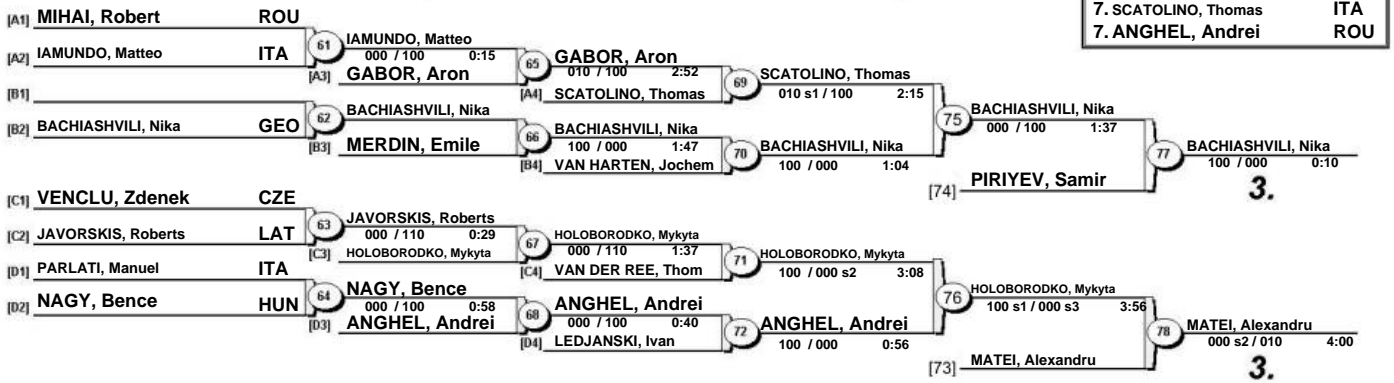 7. SCATOLINO, Thomas ITA
7. ANGHEL, Andrei ROU
[A1] MIHAI, Robert ROU
[A2] IAMUNDO, Matteo ITA
61 IAMUNDO, Matteo
000 / 100 0:15
[A3] GABOR, Aron
65 GABOR, Aron
010 / 100 2:52
[A4] SCATOLINO, Thomas
69 SCATOLINO, Thomas
010 s1 / 100 2:15
[B1]
[B2] BACHIASHVILI, Nika GEO
62 BACHIASHVILI, Nika
[B3] MERDIN, Emile
66 BACHIASHVILI, Nika
100 / 000 1:47
[B4] VAN HARTEN, Jochem
70 BACHIASHVILI, Nika
100 / 000 1:04
75 BACHIASHVILI, Nika
000 / 100 1:37
[74] PIRIYEV, Samir
77 BACHIASHVILI, Nika
100 / 000 0:10
3.
[C1] VENCLU, Zdenek CZE
[C2] JAVORSKIS, Roberts LAT
63 JAVORSKIS, Roberts
000 / 110 0:29
[C3] HOLOBORODKO, Mykyta
67 HOLOBORODKO, Mykyta
000 / 110 1:37
[C4] VAN DER REE, Thom
71 HOLOBORODKO, Mykyta
100 / 000 s2 3:08
[D1] PARLATI, Manuel ITA
[D2] NAGY, Bence HUN
64 NAGY, Bence
000 / 100 0:58
[D3] ANGHEL, Andrei
68 ANGHEL, Andrei
000 / 100 0:40
[D4] LEDJANSKI, Ivan
72 ANGHEL, Andrei
100 / 000 0:56
76 HOLOBORODKO, Mykyta
100 s1 / 000 s3 3:56
[73] MATEI, Alexandru
78 MATEI, Alexandru
000 s2 / 010 4:00
3.